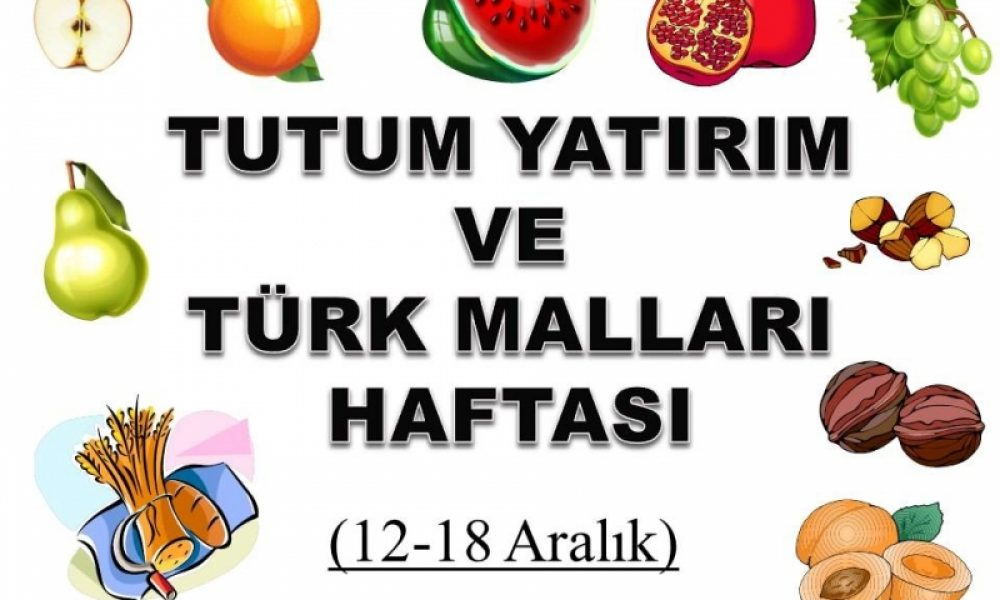 TUTUM YATIRIM
VE
TÜRK MALLARI
HAFTASI
(12-18 Aralık)